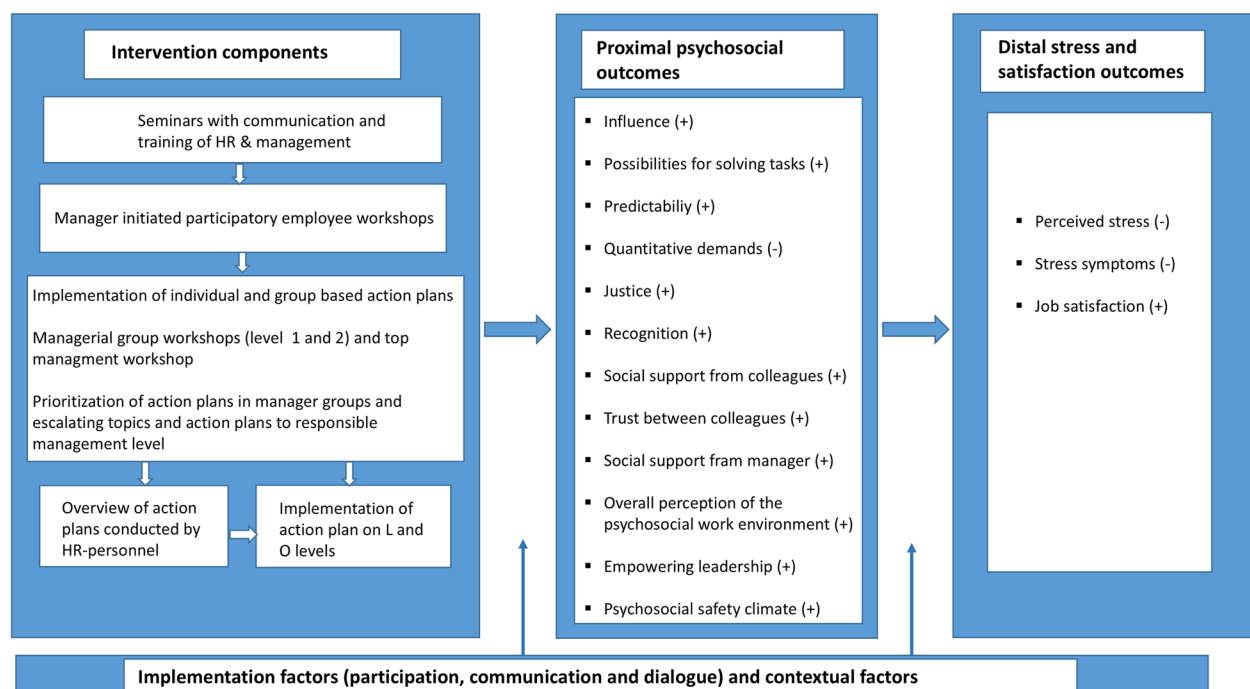 Intervention components
Seminars with communication and
training of HR & management
Manager initiated participatory employee workshops
Implementation of individual and group based action plans
Managerial group workshops (level 1 and 2) and top
managment workshop
Prioritization of action plans in manager groups and
escalating topics and action plans to responsible
management level
Overview of action
plans conducted by
HR-personnel
Implementation of
action plan on L and
O levels
Proximal psychosocial
outcomes
▪ Influence (+)
▪ Possibilities for solving tasks (+)
▪ Predictabiliy (+)
▪ Quantitative demands (-)
▪ Justice (+)
▪ Recognition (+)
▪ Social support from colleagues (+)
▪ Trust between colleagues (+)
▪ Social support fram manager (+)
▪ Overall perception of the
psychosocial work environment (+)
▪ Empowering leadership (+)
▪ Psychosocial safety climate (+)
Distal stress and
satisfaction outcomes
▪ Perceived stress (-)
▪ Stress symptoms (-)
▪ Job satisfaction (+)
Implementation factors (participation, communication and dialogue) and contextual factors